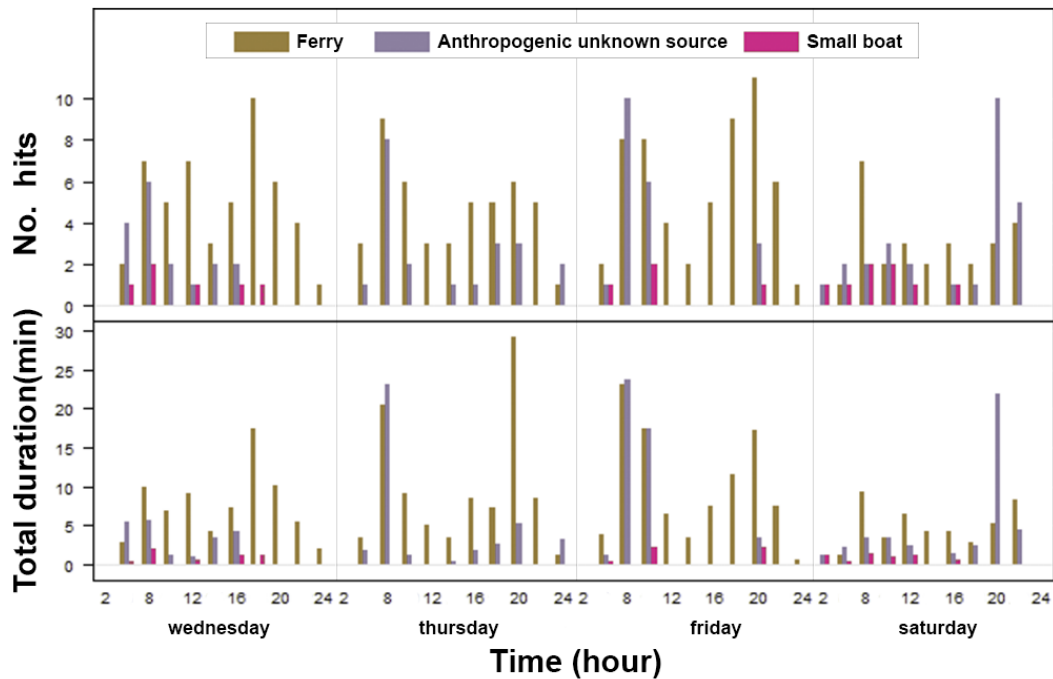 Ferry Anthropogenic unknown source Small boat
No. hits
10
8
6
4
2
0
Total duration(min)
30
25
20
15
10
5
0
2 8 12 16 20 24 2 8 12 16 20 24 2 8 12 16 20 24 2 8 12 16 20 24
wednesday thursday friday saturday
Time (hour)